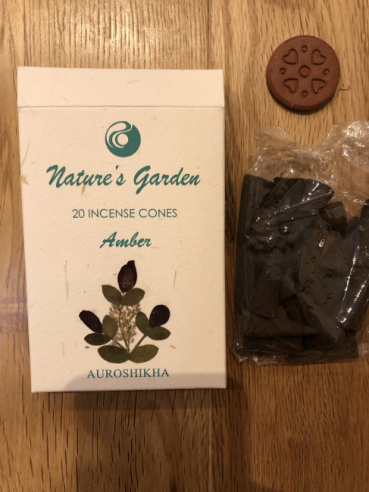 Nature's Garden
20 INCENSE CONES
Amber
AUROSHIKHA